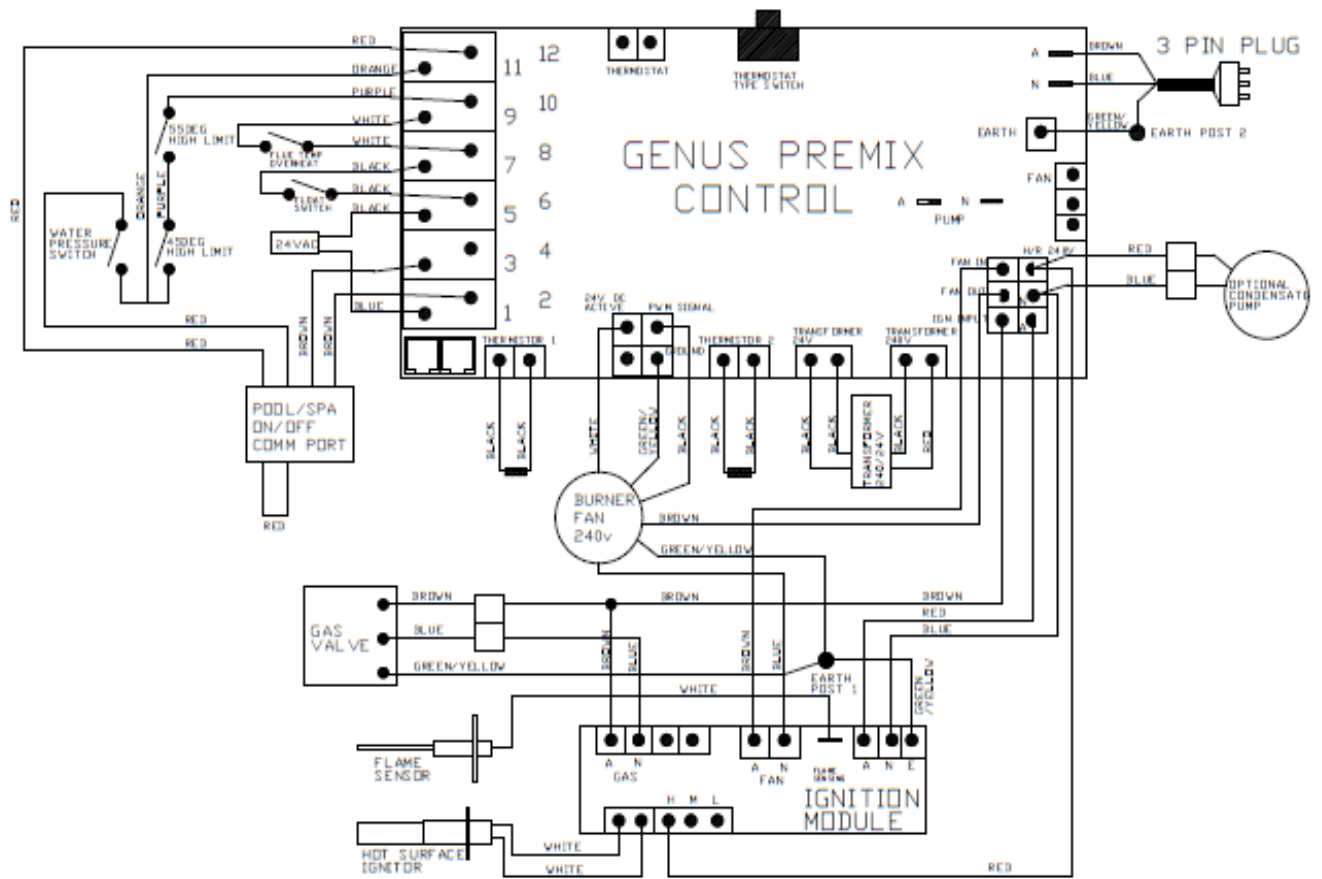 RED
12
11
ORANGE
THERMOSTAT
THERMOSTAT
TYPE SWITCH
A
BROWN
3 PIN PLUG
N
BLUE
PURPLE
10
9
WHITE
55DEG
HIGH LIMIT
WHITE
8
FLUE TEMP
OVERHEAT
EARTH
GREEN/
YELLOW
EARTH POST 2
GENUS PREMIX
CONTROL
BLACK
7
FAN
RED
ORANGE
PURPLE
BLACK
6
FLOAT
SWITCH
BLACK
5
A
N
PUMP
WATER
PRESSURE
SWITCH
45DEG
HIGH LIMIT
24VAC
4
3
FAN IN
H/R 240V
RED
BLUE
OPTIONAL
CONDENSATE
PUMP
FAN OUT
N
IGN INPUT
A
2
1
BLUE
24V DC
ACTIVE
PWM SIGNAL
GROUND
RED
RED
BROWN
BROWN
THERMISTOR 1
THERMISTOR 2
TRANSFORMER
24V
TRANSFORMER
240V
POOL/SPA
ON/OFF
COMM PORT
BLACK
BLACK
WHITE
GREEN/
YELLOW
BLACK
BLACK
BLACK
BLACK
BLACK
TRANSFORMER
240/24V
BLACK
RED
RED
BURNER
FAN
240v
BROWN
GREEN/YELLOW
GAS
VALVE
BROWN
BROWN
BROWN
RED
BLUE
BLUE
BROWN
BLUE
BROWN
BLUE
GREEN/YELLOW
EARTH
POST 1
GREEN
/YELLOW
WHITE
FLAME
SENSOR
A
N
GAS
A
N
FAN
FLAME
SENSING
A
N
E
IGNITION
MODULE
H
M
L
HOT SURFACE
IGNITOR
WHITE
WHITE
RED